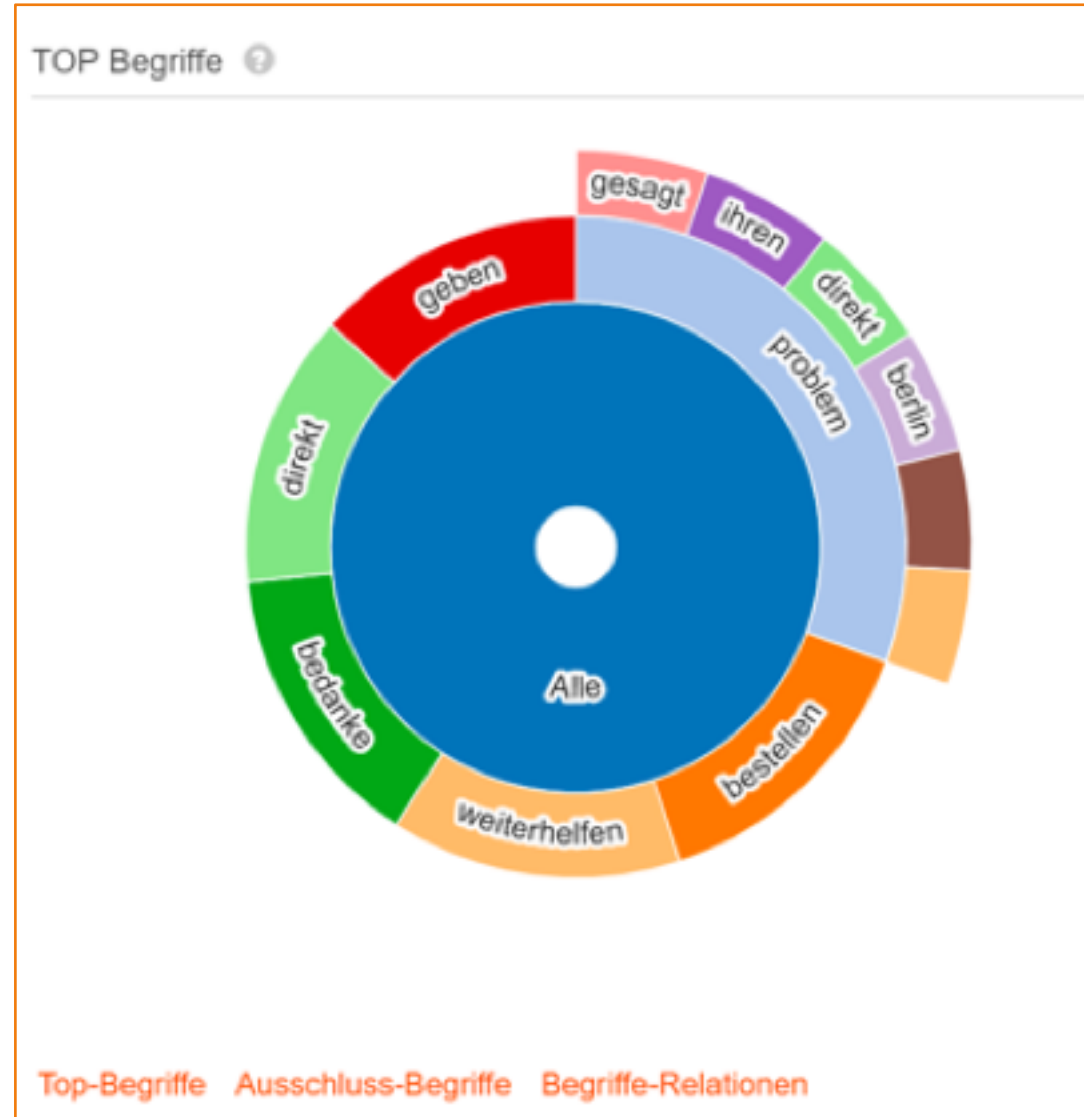 TOP Begriffe ?
gesagt
ihren
direkt
berlin
problem
geben
direkt
bedanke
weiterhelfen
bestellen
Alle
Top-Begriffe Ausschluss-Begriffe Begriffe-Relationen